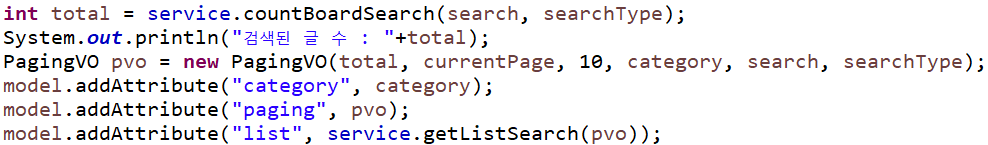 int total = service.countBoardSearch(search, searchType);
System.out.println("검색된 글 수 : "+total);
PagingVO pvo = new PagingVO(total, currentPage, 10, category, search, searchType);
model.addAttribute("category", category);
model.addAttribute("paging", pvo);
model.addAttribute("list", service.getListSearch(pvo));